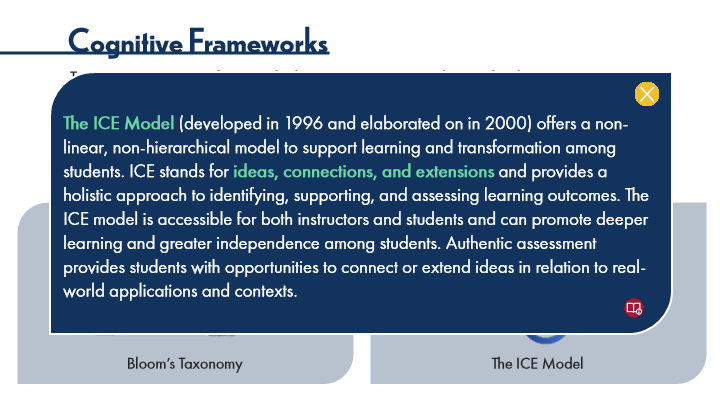 Cognitive Frameworks
The ICE Model (developed in 1996 and elaborated on in 2000) offers a non-
linear, non-hierarchical model to support learning and transformation among
students. ICE stands for ideas, connections, and extensions and provides a
holistic approach to identifying, supporting, and assessing learning outcomes. The
ICE model is accessible for both instructors and students and can promote deeper
learning and greater independence among students. Authentic assessment
provides students with opportunities to connect or extend ideas in relation to real-
world applications and contexts.
Bloom's Taxonomy
The ICE Model